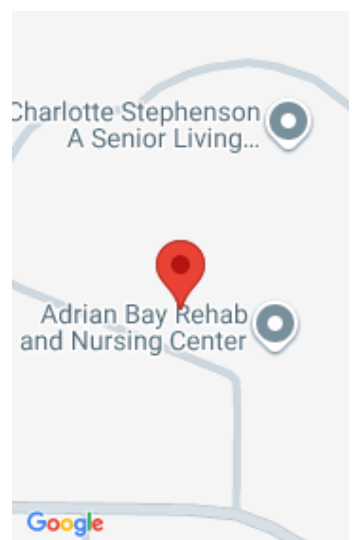 Charlotte Stephenson
A Senior Living...
Adrian Bay Rehab
and Nursing Center
Google